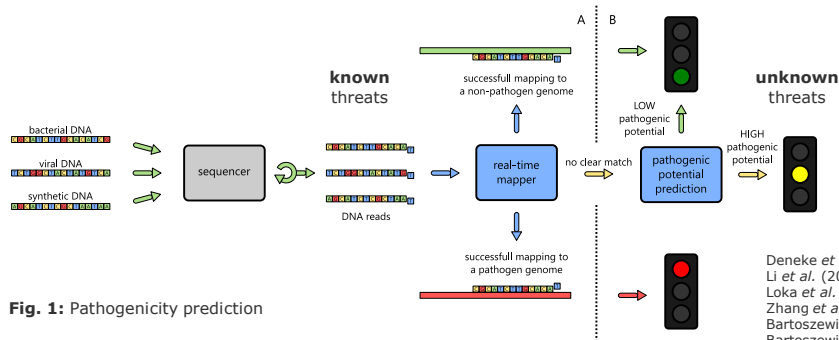 A
B
known
threats
successfull mapping to
a non-pathogen genome
unknown
threats
LOW
pathogenic
potential
HIGH
pathogenic
potential
bacterial DNA
viral DNA
synthetic DNA
sequencer
DNA reads
real-time
mapper
no clear match
pathogenic
potential
prediction
successfull mapping to
a pathogen genome
Fig. 1: Pathogenicity prediction
Deneke et
Li et al. (20
Loka et al.
Zhang et a
Bartoszewi
Bartoszewi